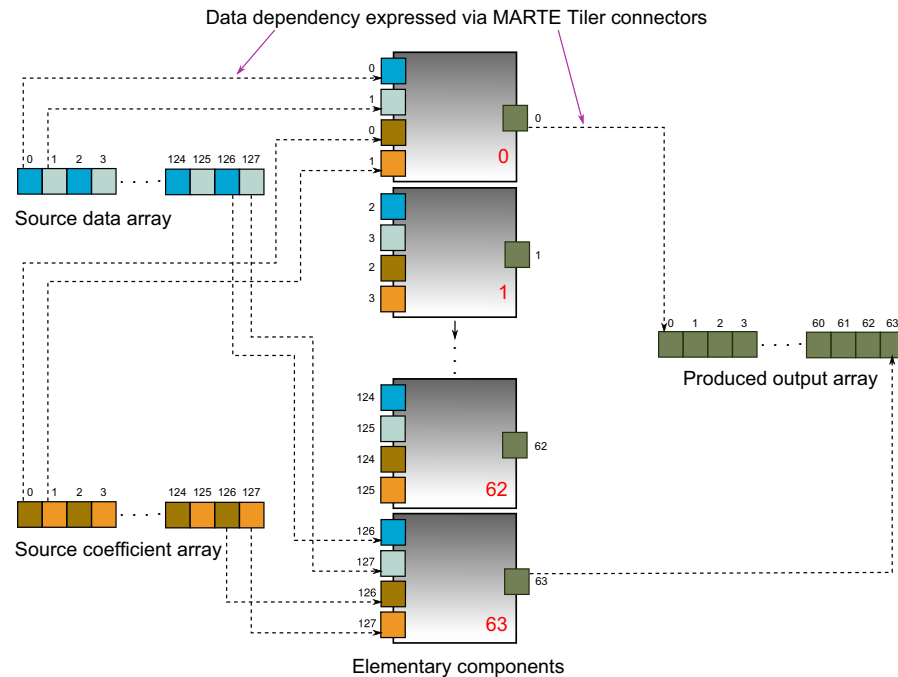 Data dependency expressed via MARTE Tiler connectors
0
1
0
1
0
0
0 1 2 3 124 125 126 127
. . . .
Source data array
2
3
2
3
1
1
. . .
0 1 2 3 60 61 62 63
. . . .
Produced output array
124
125
124
125
62
62
0 1 2 3 124 125 126 127
. . . .
Source coefficient array
126
127
126
127
63
63
Elementary components